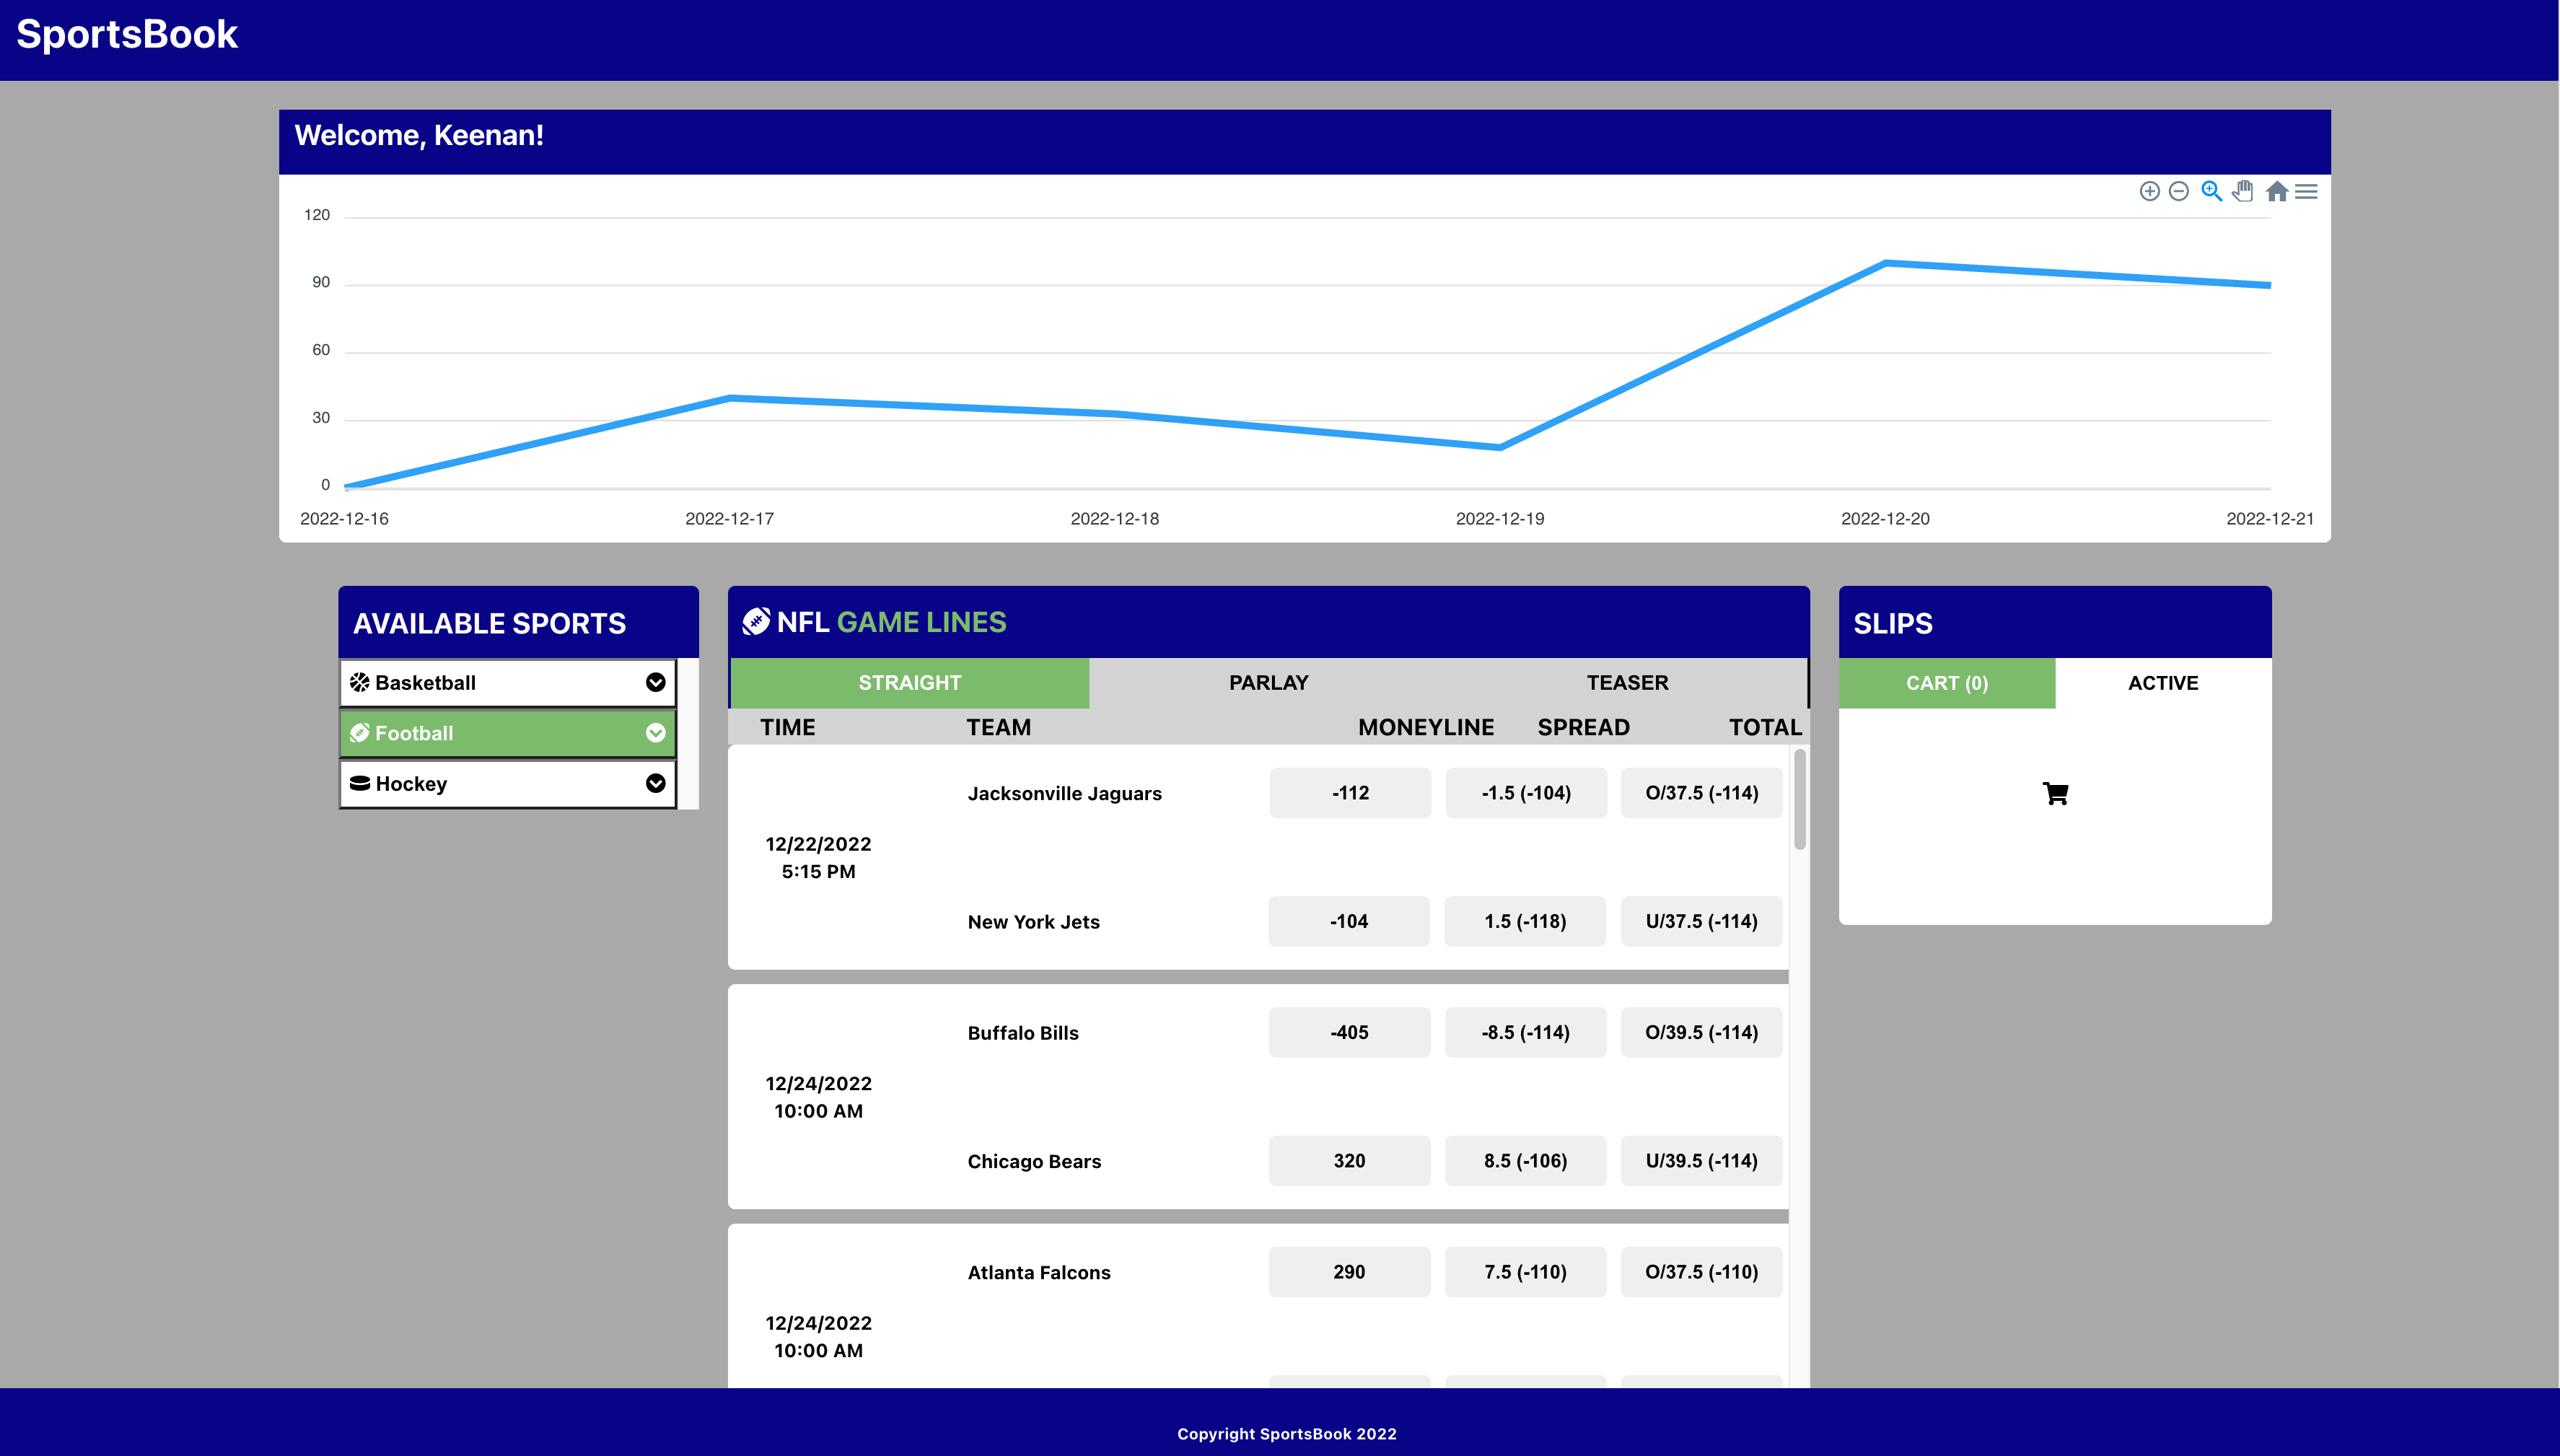 SportsBook
Welcome, Keenan!
120
90
60
30
0
2022-12-16 2022-12-17 2022-12-18 2022-12-19 2022-12-20 2022-12-21
AVAILABLE SPORTS
Basketball
Football
Hockey
NFL GAME LINES
STRAIGHT PARLAY TEASER
TIME TEAM MONEYLINE SPREAD TOTAL
Jacksonville Jaguars -112 -1.5 (-104) O/37.5 (-114)
12/22/2022
5:15 PM
New York Jets -104 1.5 (-118) U/37.5 (-114)
Buffalo Bills -405 -8.5 (-114) O/39.5 (-114)
12/24/2022
10:00 AM
Chicago Bears 320 8.5 (-106) U/39.5 (-114)
Atlanta Falcons 290 7.5 (-110) O/37.5 (-110)
12/24/2022
10:00 AM
SLIPS
CART (0) ACTIVE
Copyright SportsBook 2022